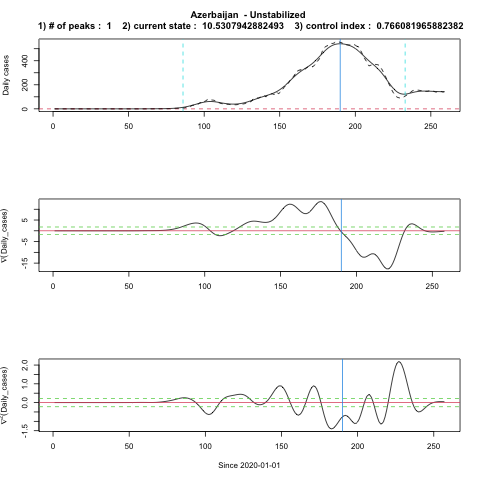 Azerbaijan - Unstabilized
1) # of peaks : 1 2) current state : 10.5307942882493 3) control index : 0.766081965882382
Daily cases
400
200
0
0 50 100 150 200 250
∇(Daily_cases)
5
-5
-15
0 50 100 150 200 250
∇²(Daily_cases)
2.0
1.0
0.0
-1.5
0 50 100 150 200 250
Since 2020-01-01